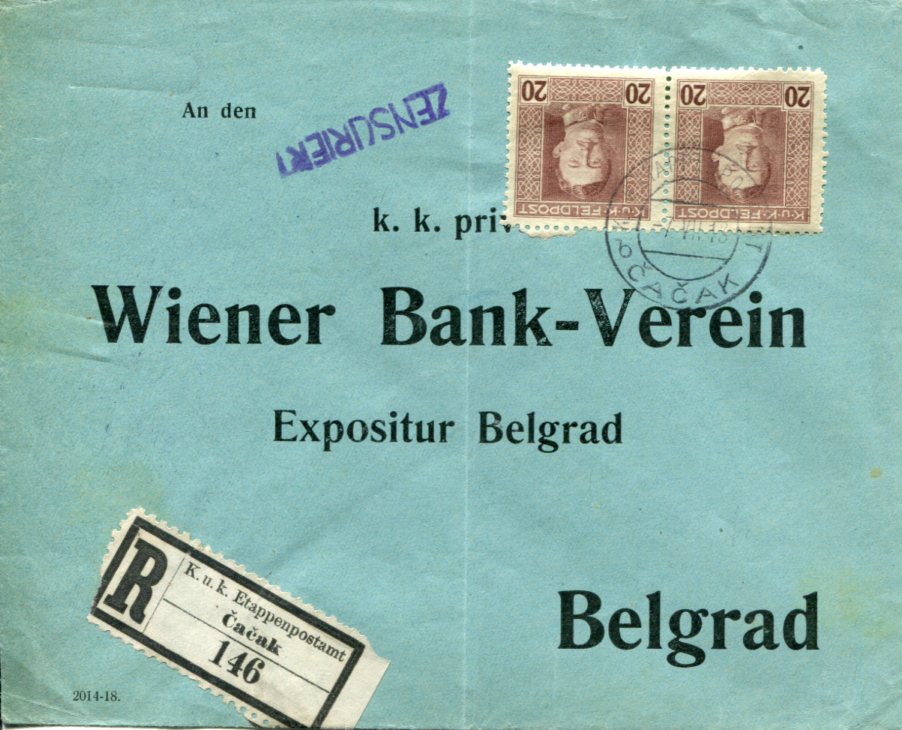 An den
ZENSURIERT
20 20 20 20
K.u.K. FELDPOST K.u.K. FELDPOST
k. k. priv
ČAČAK
Wiener Bank-Verein
Expositur Belgrad
R
K. u. k. Etappenpostamt
Čačak
146
Belgrad
2014-18.